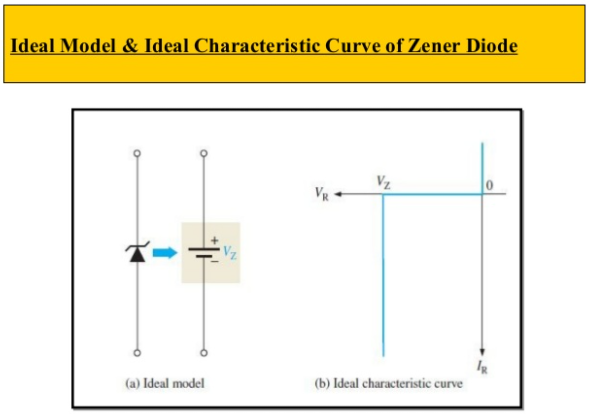 Ideal Model & Ideal Characteristic Curve of Zener Diode
+
VZ
−
(a) Ideal model
VR
VZ
0
IR
(b) Ideal characteristic curve